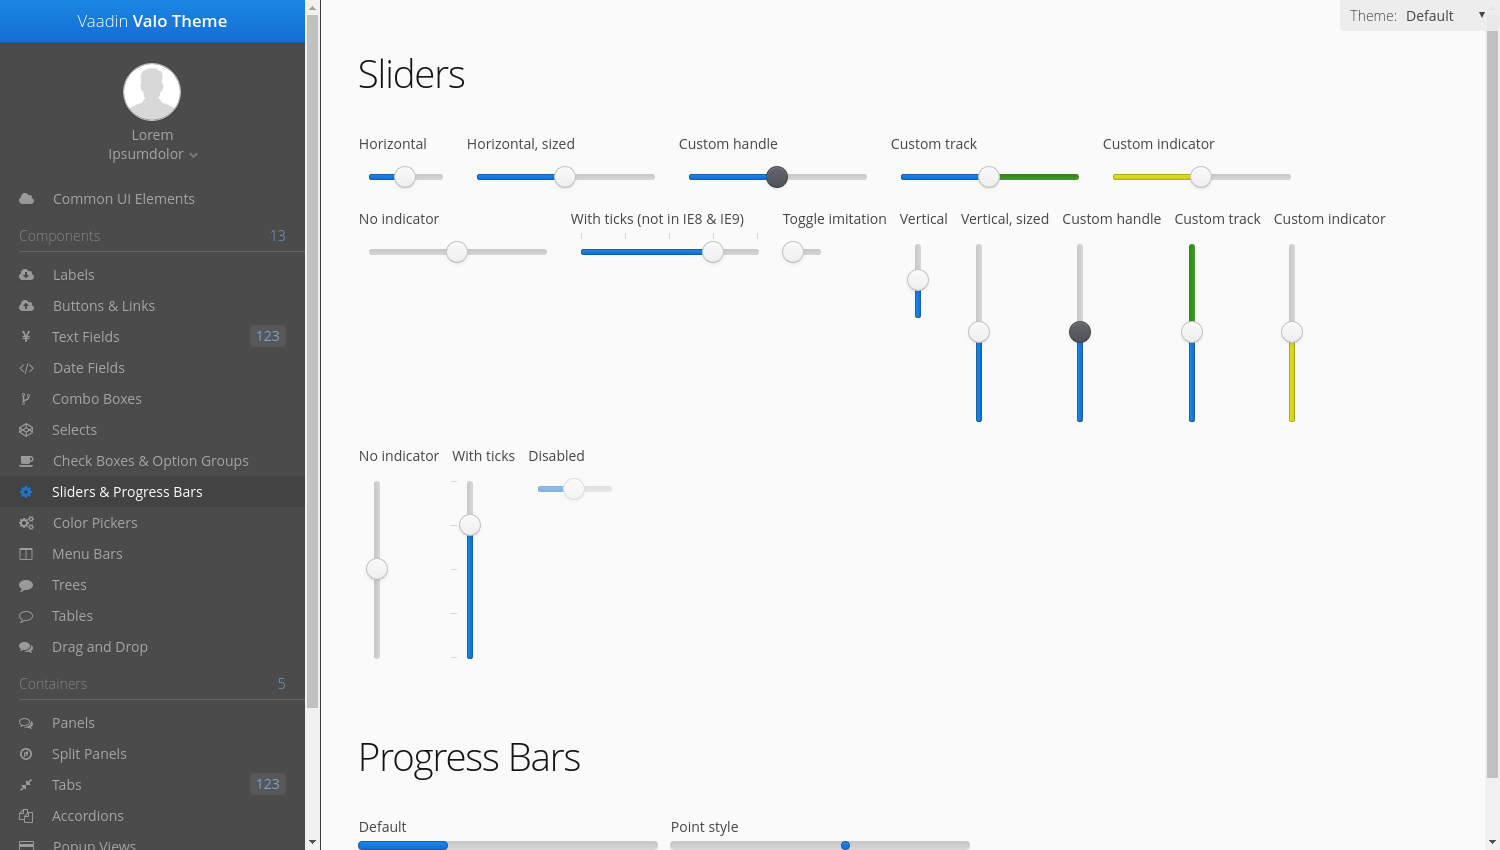 Vaadin Valo Theme
Lorem
Ipsumdolor
Common UI Elements
Components 13
Labels
Buttons & Links
Text Fields 123
Date Fields
Combo Boxes
Selects
Check Boxes & Option Groups
Sliders & Progress Bars
Color Pickers
Menu Bars
Trees
Tables
Drag and Drop
Containers 5
Panels
Split Panels
Tabs 123
Accordions
Popup Views
Theme: Default
Sliders
Horizontal Horizontal, sized Custom handle Custom track Custom indicator
No indicator With ticks (not in IE8 & IE9) Toggle imitation Vertical Vertical, sized Custom handle Custom track Custom indicator
No indicator With ticks Disabled
Progress Bars
Default Point style